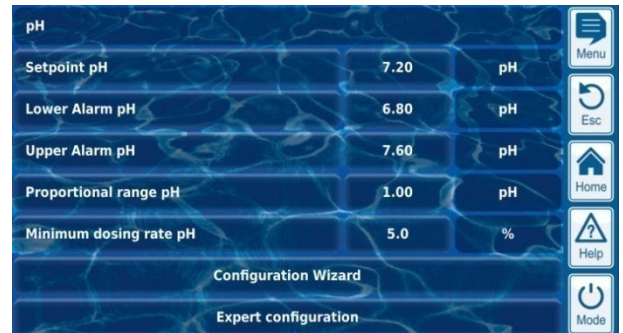 pH
Setpoint pH 7.20 pH
Lower Alarm pH 6.80 pH
Upper Alarm pH 7.60 pH
Proportional range pH 1.00 pH
Minimum dosing rate pH 5.0 %
Configuration Wizard
Expert configuration
Menu
Esc
Home
?
Help
Mode